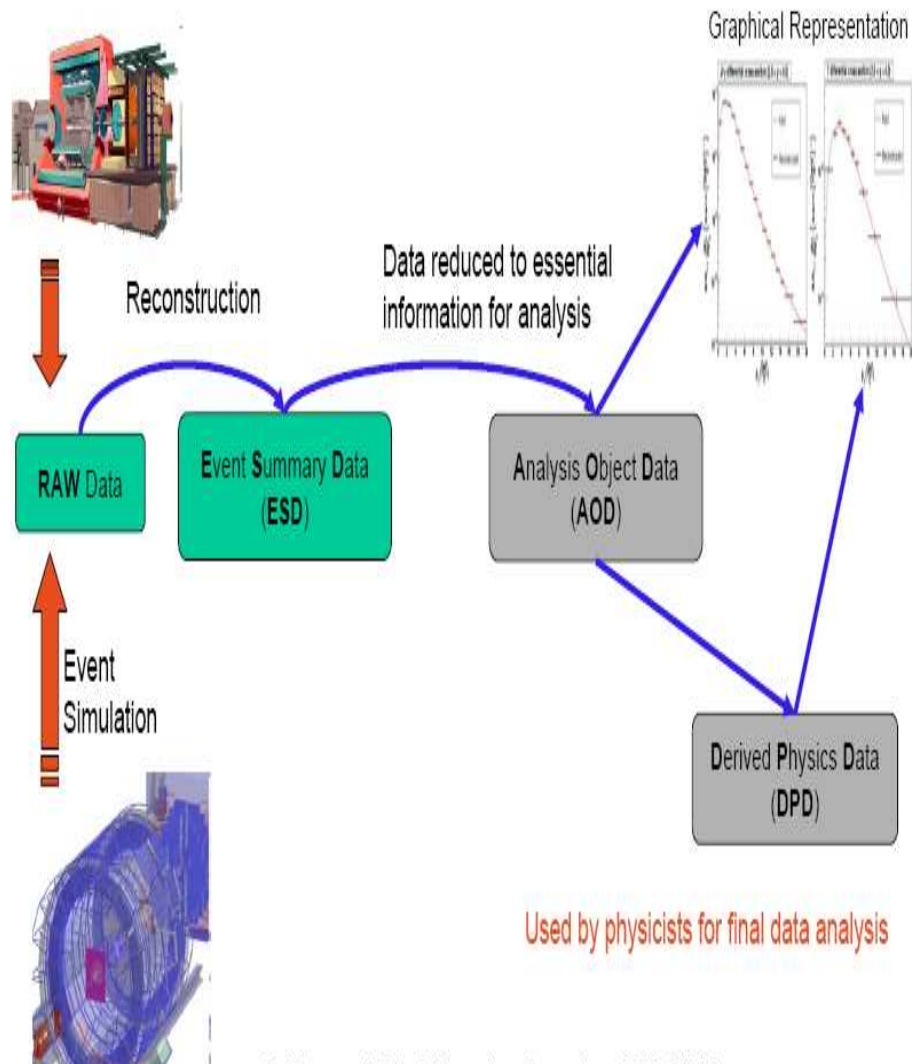 Graphical Representation
Data reduced to essential
information for analysis
Reconstruction
RAW Data
Event Summary Data
(ESD)
Analysis Object Data
(AOD)
Event
Simulation
Derived Physics Data
(DPD)
Used by physicists for final data analysis